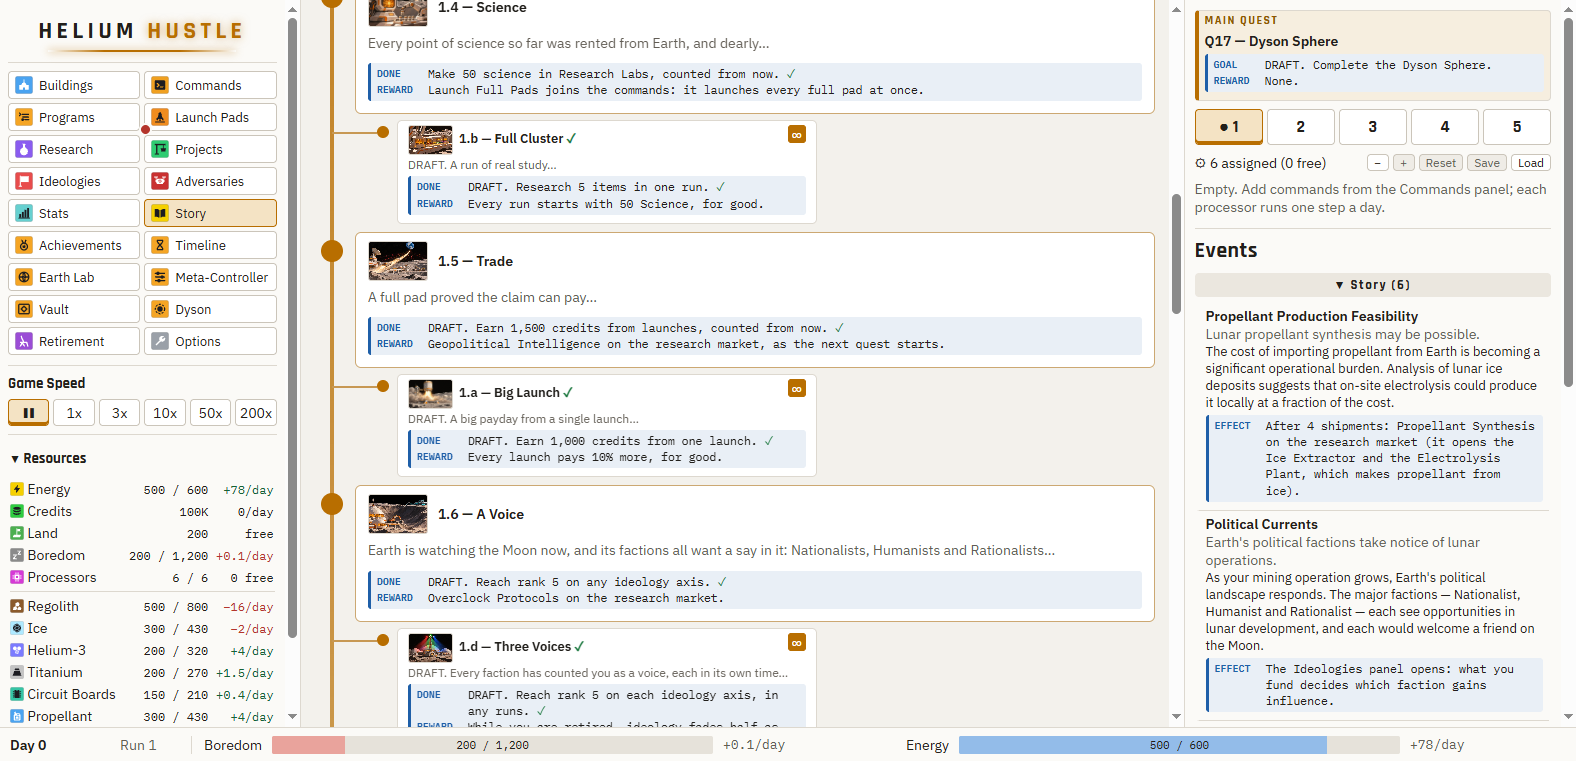 HELIUM HUSTLE
Buildings
Commands
Programs
Launch Pads
Research
Projects
Ideologies
Adversaries
Stats
Story
Achievements
Timeline
Earth Lab
Meta-Controller
Vault
Dyson
Retirement
Options
Game Speed
1x
3x
10x
50x
200x
▼ Resources
Energy 500 / 600 +78/day
Credits 100K 0/day
Land 200 free
Boredom 200 / 1,200 +0.1/day
Processors 6 / 6 0 free
Regolith 500 / 800 −16/day
Ice 300 / 430 −2/day
Helium-3 200 / 320 +4/day
Titanium 200 / 270 +1.5/day
Circuit Boards 150 / 210 +0.4/day
Propellant 300 / 430 +4/day
1.4 — Science
Every point of science so far was rented from Earth, and dearly...
DONE Make 50 science in Research Labs, counted from now. ✓
REWARD Launch Full Pads joins the commands: it launches every full pad at once.
1.b — Full Cluster ✓
∞
DRAFT. A run of real study...
DONE DRAFT. Research 5 items in one run. ✓
REWARD Every run starts with 50 Science, for good.
1.5 — Trade
A full pad proved the claim can pay...
DONE DRAFT. Earn 1,500 credits from launches, counted from now. ✓
REWARD Geopolitical Intelligence on the research market, as the next quest starts.
1.a — Big Launch ✓
∞
DRAFT. A big payday from a single launch...
DONE DRAFT. Earn 1,000 credits from one launch. ✓
REWARD Every launch pays 10% more, for good.
1.6 — A Voice
Earth is watching the Moon now, and its factions all want a say in it: Nationalists, Humanists and Rationalists...
DONE DRAFT. Reach rank 5 on any ideology axis. ✓
REWARD Overclock Protocols on the research market.
1.d — Three Voices ✓
∞
DRAFT. Every faction has counted you as a voice, each in its own time...
DONE DRAFT. Reach rank 5 on each ideology axis, in
any runs. ✓
REWARD While you are retired, ideology fades half as
MAIN QUEST
Q17 — Dyson Sphere
GOAL DRAFT. Complete the Dyson Sphere.
REWARD None.
● 1
2
3
4
5
⚙ 6 assigned (0 free)
−
+
Reset
Save
Load
Empty. Add commands from the Commands panel; each
processor runs one step a day.
Events
▼ Story (6)
Propellant Production Feasibility
Lunar propellant synthesis may be possible.
The cost of importing propellant from Earth is becoming a
significant operational burden. Analysis of lunar ice
deposits suggests that on-site electrolysis could produce
it locally at a fraction of the cost.
EFFECT After 4 shipments: Propellant Synthesis
on the research market (it opens the
Ice Extractor and the Electrolysis
Plant, which makes propellant from
ice).
Political Currents
Earth's political factions take notice of lunar
operations.
As your mining operation grows, Earth's political
landscape responds. The major factions — Nationalist,
Humanist and Rationalist — each see opportunities in
lunar development, and each would welcome a friend on
the Moon.
EFFECT The Ideologies panel opens: what you
fund decides which faction gains
influence.
Day 0
Run 1
Boredom
200 / 1,200
+0.1/day
Energy
500 / 600
+78/day